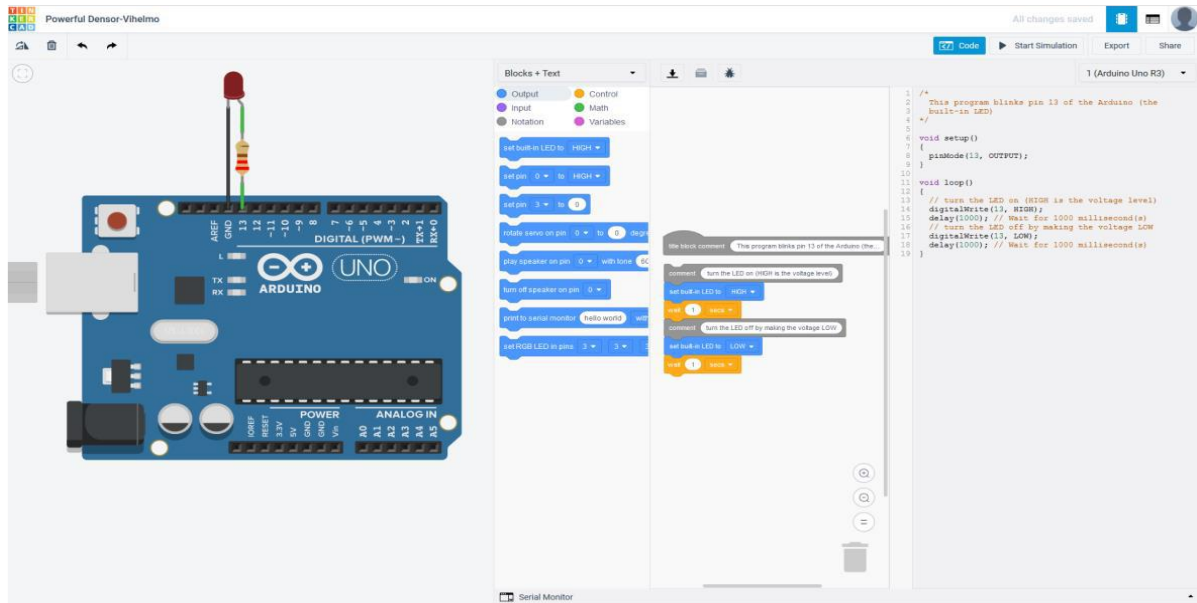 TIN
KER
CAD
Powerful Densor-Vihelmo
All changes saved
Code
Start Simulation
Export
Share
Blocks + Text
1 (Arduino Uno R3)
Output
Control
Input
Math
Notation
Variables
set built-in LED to HIGH
set pin 0 to HIGH
set pin 3 to 0
rotate servo on pin 0 to 0 degre
play speaker on pin 0 with tone 60
turn off speaker on pin 0
print to serial monitor hello world with
set RGB LED in pins 3 3 3
title block comment This program blinks pin 13 of the Arduino (the...
comment turn the LED on (HIGH is the voltage level)
set built-in LED to HIGH
wait 1 secs
comment turn the LED off by making the voltage LOW
set built-in LED to LOW
wait 1 secs
1 /*
2 This program blinks pin 13 of the Arduino (the
3 built-in LED)
4 */
5
6 void setup()
7 {
8 pinMode(13, OUTPUT);
9 }
10
11 void loop()
12 {
13 // turn the LED on (HIGH is the voltage level)
14 digitalWrite(13, HIGH);
15 delay(1000); // Wait for 1000 millisecond(s)
16 // turn the LED off by making the voltage LOW
17 digitalWrite(13, LOW);
18 delay(1000); // Wait for 1000 millisecond(s)
19 }
AREF
GND
13
12
~11
~10
~9
8
7
~6
~5
4
~3
2
TX→1
RX←0
DIGITAL (PWM~)
L
TX
RX
ARDUINO
UNO
ON
POWER
ANALOG IN
IOREF
RESET
3.3V
5V
GND
GND
Vin
A0
A1
A2
A3
A4
A5
Serial Monitor